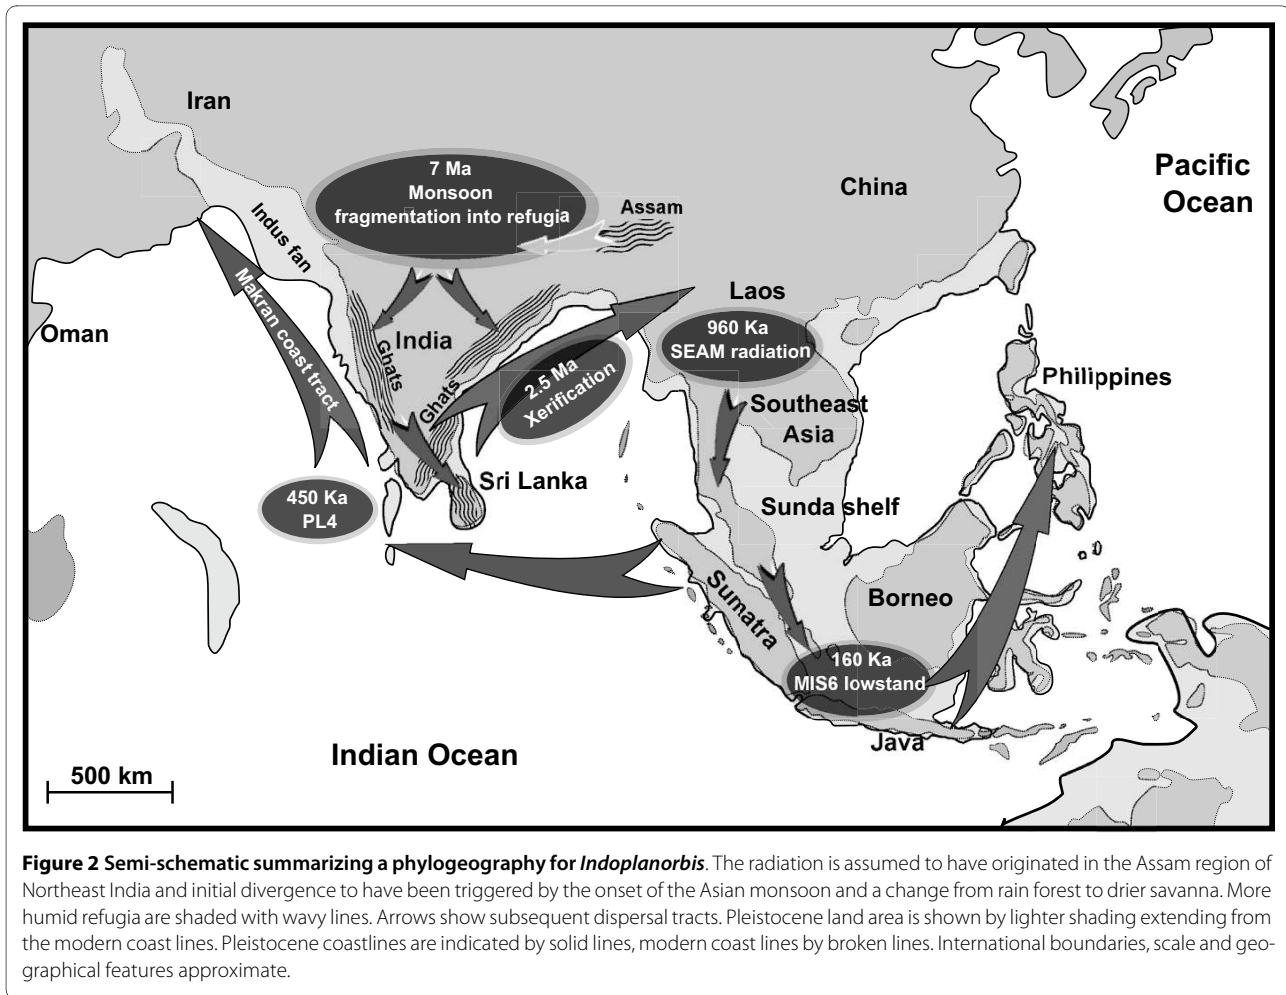 Iran
7 Ma
Monsoon
fragmentation into refugia
Assam
China
Pacific
Ocean
Indus fan
Makran coast tract
Oman
India
Ghats
Ghats
Laos
960 Ka
SEAM radiation
2.5 Ma
Xerification
Philippines
Southeast
Asia
Sri Lanka
450 Ka
PL4
Sunda shelf
Sumatra
Borneo
160 Ka
MIS6 lowstand
Java
Indian Ocean
500 km
Figure 2 Semi-schematic summarizing a phylogeography for Indoplanorbis. The radiation is assumed to have originated in the Assam region of
Northeast India and initial divergence to have been triggered by the onset of the Asian monsoon and a change from rain forest to drier savanna. More
humid refugia are shaded with wavy lines. Arrows show subsequent dispersal tracts. Pleistocene land area is shown by lighter shading extending from
the modern coast lines. Pleistocene coastlines are indicated by solid lines, modern coast lines by broken lines. International boundaries, scale and geo-
graphical features approximate.